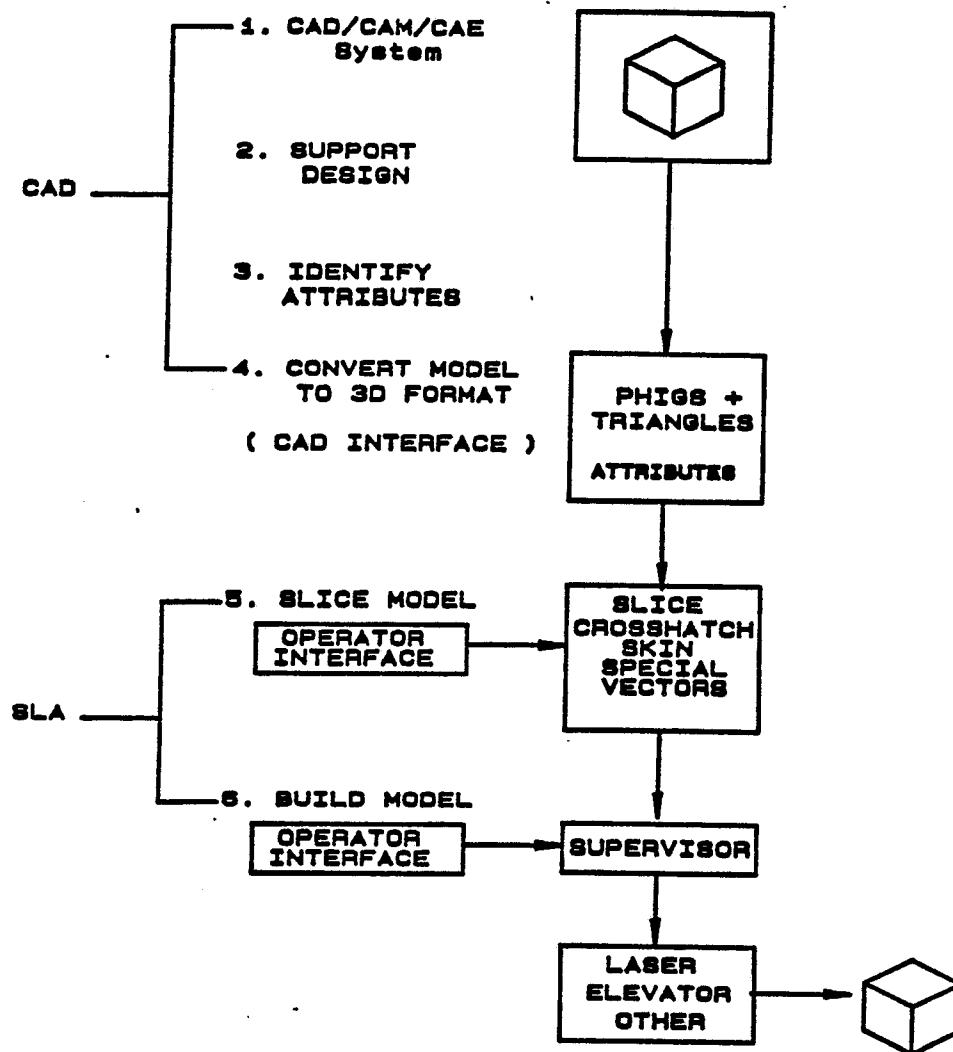 1. CAD/CAM/CAE
System
2. SUPPORT
DESIGN
CAD
3. IDENTIFY
ATTRIBUTES
4. CONVERT MODEL
TO 3D FORMAT
( CAD INTERFACE )
PHIGS +
TRIANGLES
ATTRIBUTES
5. SLICE MODEL
OPERATOR
INTERFACE
SLICE
CROSSHATCH
SKIN
SPECIAL
VECTORS
SLA
6. BUILD MODEL
OPERATOR
INTERFACE
SUPERVISOR
LASER
ELEVATOR
OTHER